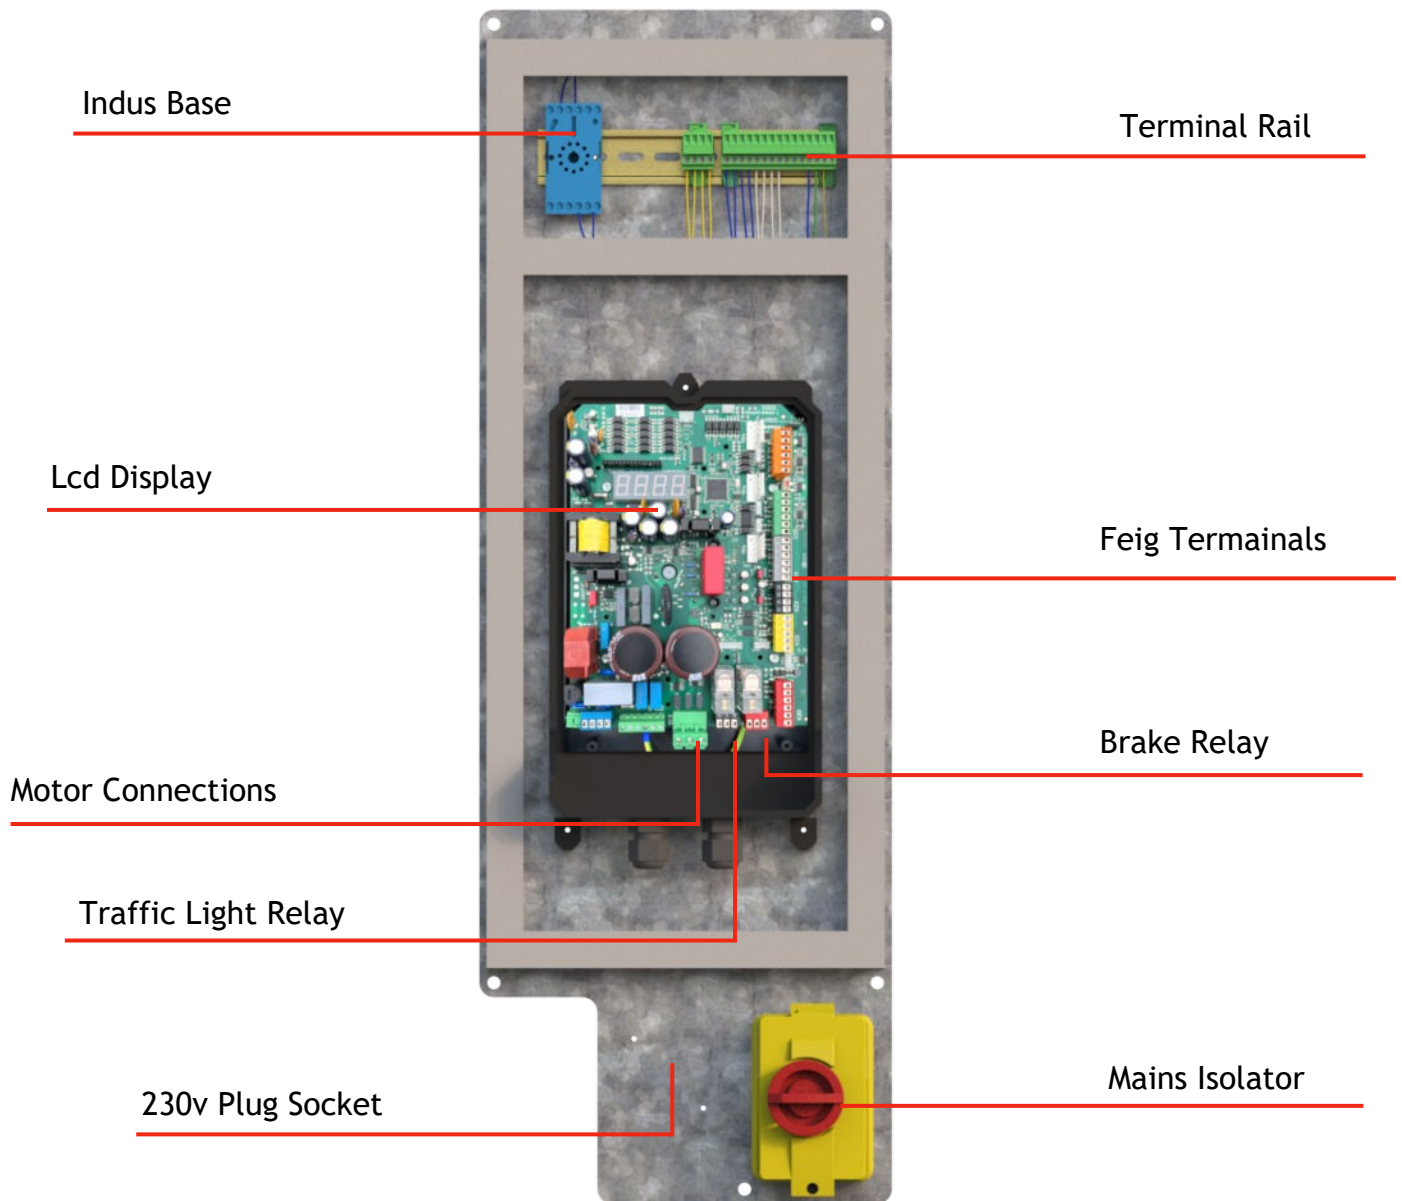 Indus Base
Terminal Rail
Lcd Display
Feig Termainals
Brake Relay
Motor Connections
Traffic Light Relay
Mains Isolator
230v Plug Socket